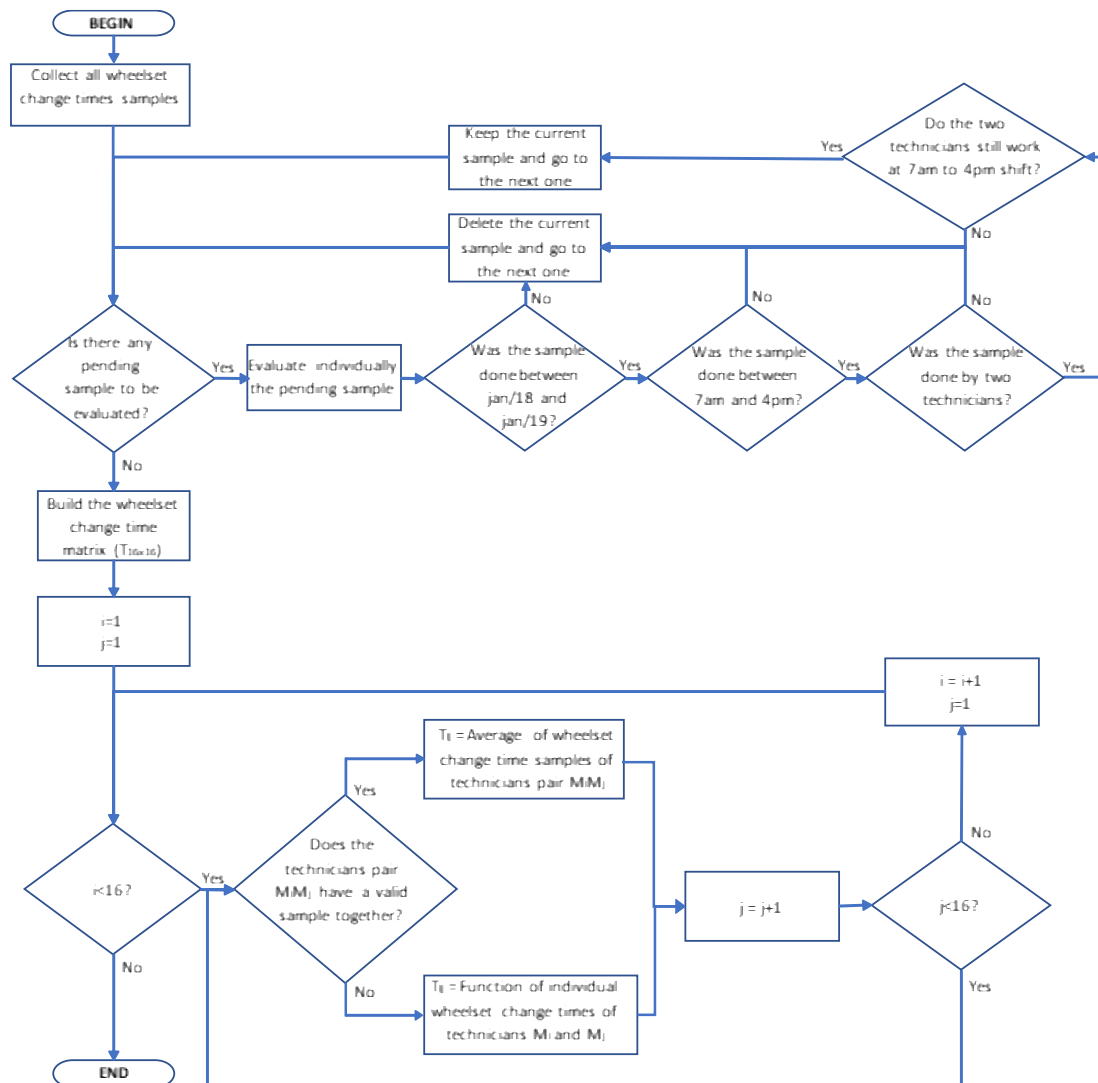 BEGIN
Collect all wheelset
change times samples
Keep the current
sample and go to
the next one
Yes
Do the two
technicians still work
at 7am to 4pm shift?
No
Delete the current
sample and go to
the next one
No
No
No
Is there any
pending
sample to be
evaluated?
Yes
Evaluate individually
the pending sample
Was the sample
done between
jan/18 and
jan/19?
Yes
Was the sample
done between
7am and 4pm?
Yes
Was the sample
done by two
technicians?
Yes
No
Build the wheelset
change time
matrix (T16x16)
i=1
j=1
i = i+1
j=1
Tij = Average of wheelset
change time samples of
technicians pair MiMj
Yes
No
i<16?
Yes
Does the
technicians pair
MiMj have a valid
sample together?
j = j+1
j<16?
No
No
Yes
Tij = Function of individual
wheelset change times of
technicians Mi and Mj
END